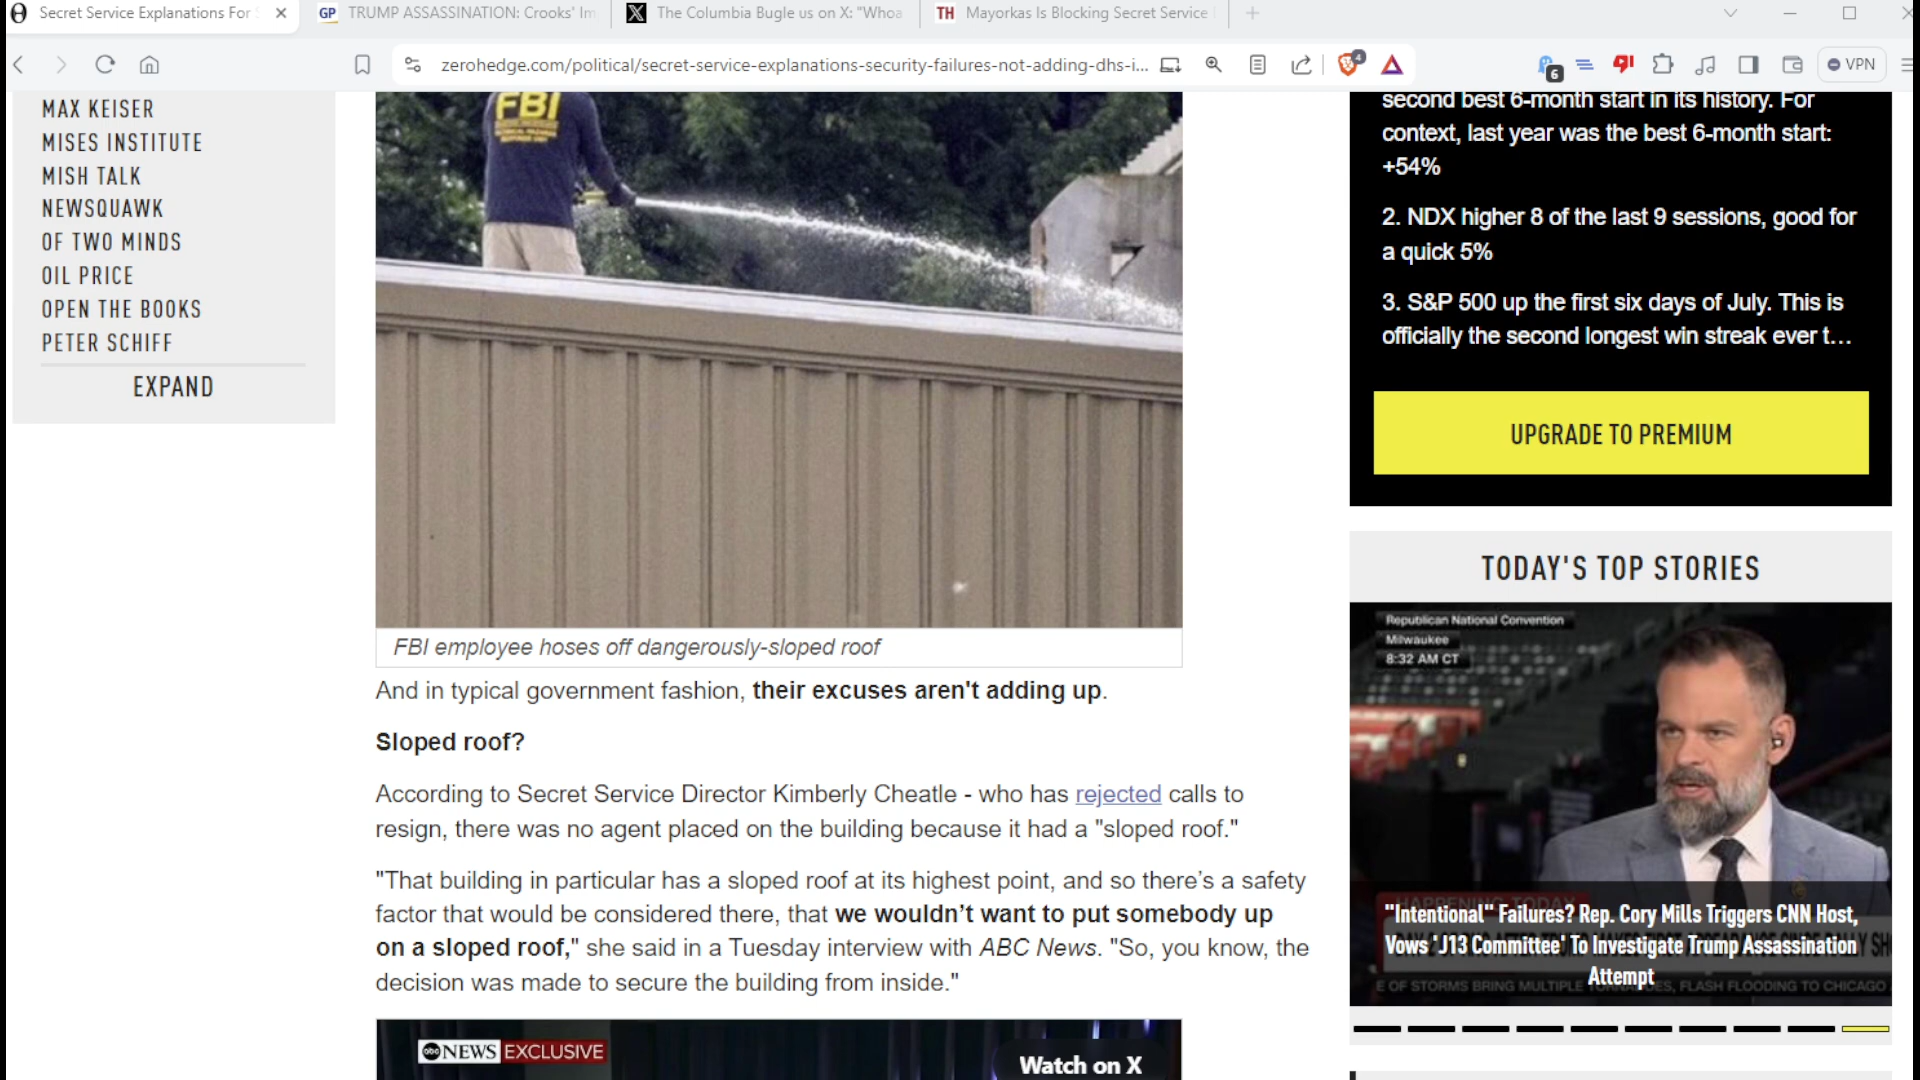 Secret Service Explanations For
GP TRUMP ASSASSINATION: Crooks' Im
X The Columbia Bugle us on X: "Whoa
TH Mayorkas Is Blocking Secret Service
zerohedge.com/political/secret-service-explanations-security-failures-not-adding-dhs-i...
4
6
VPN
MAX KEISER
MISES INSTITUTE
MISH TALK
NEWSQUAWK
OF TWO MINDS
OIL PRICE
OPEN THE BOOKS
PETER SCHIFF
EXPAND
FBI
FBI employee hoses off dangerously-sloped roof
And in typical government fashion, their excuses aren't adding up.
Sloped roof?
According to Secret Service Director Kimberly Cheatle - who has rejected calls to
resign, there was no agent placed on the building because it had a "sloped roof."
"That building in particular has a sloped roof at its highest point, and so there's a safety
factor that would be considered there, that we wouldn't want to put somebody up
on a sloped roof," she said in a Tuesday interview with ABC News. "So, you know, the
decision was made to secure the building from inside."
abc NEWS EXCLUSIVE
Watch on X
second best 6-month start in its history. For
context, last year was the best 6-month start:
+54%
2. NDX higher 8 of the last 9 sessions, good for
a quick 5%
3. S&P 500 up the first six days of July. This is
officially the second longest win streak ever t...
UPGRADE TO PREMIUM
TODAY'S TOP STORIES
Republican National Convention
Milwaukee
8:32 AM CT
HAPPENING TODAY
"Intentional" Failures? Rep. Cory Mills Triggers CNN Host,
Vows 'J13 Committee' To Investigate Trump Assassination
Attempt
E OF STORMS BRING MULTIPLE TORNADOES, FLASH FLOODING TO CHICAGO